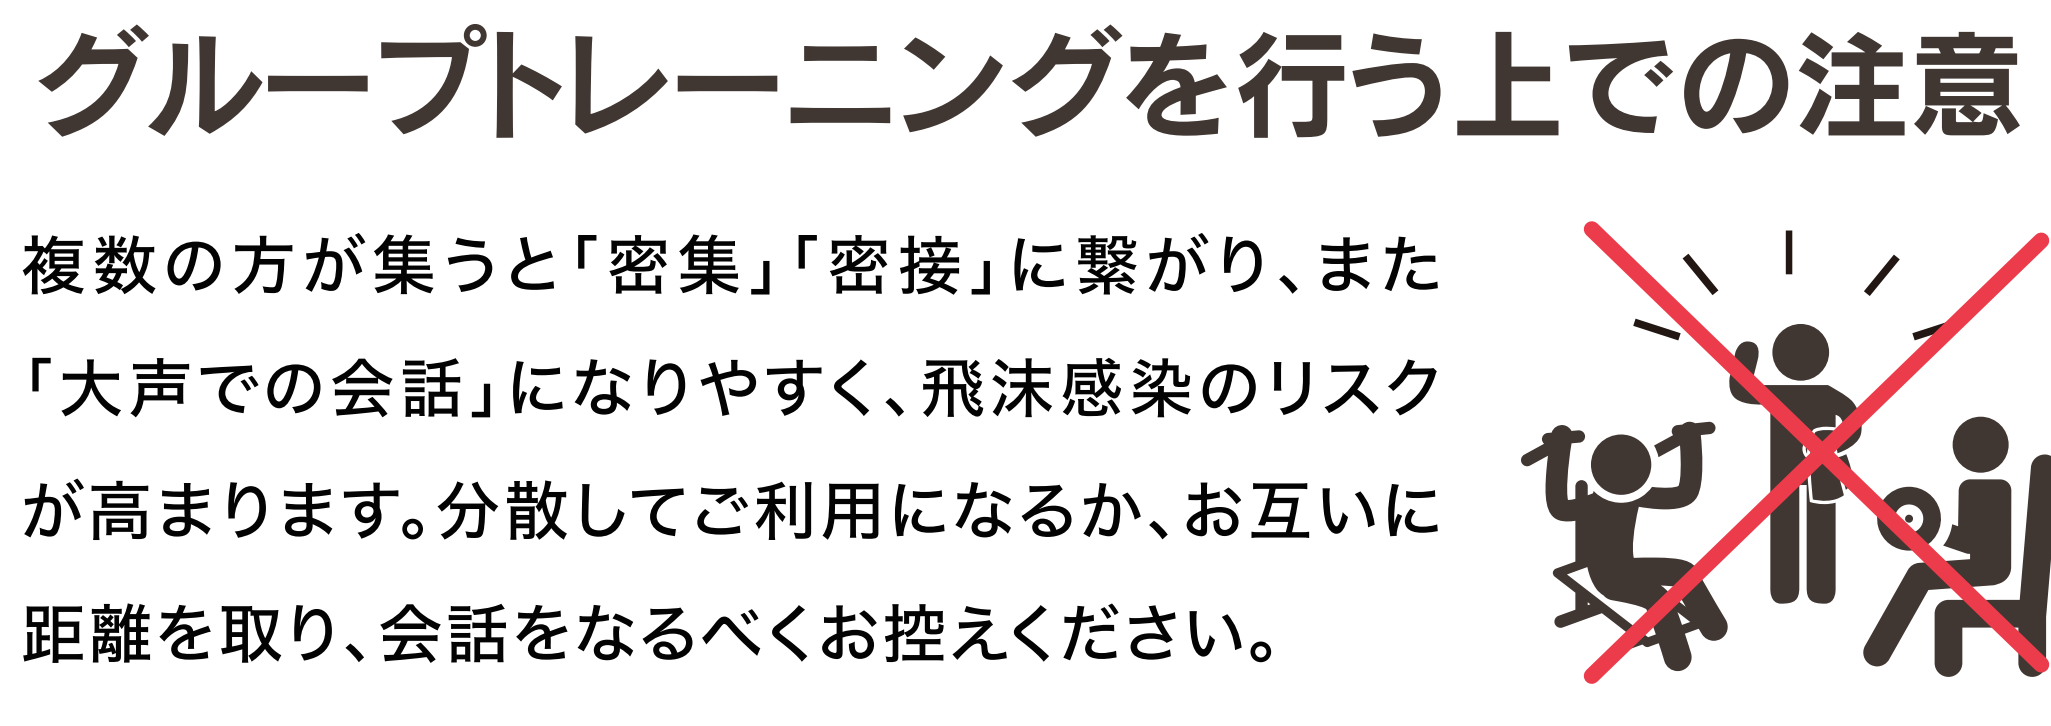 グループトレーニングを行う上での注意
複数の方が集うと「密集」「密接」に繋がり、また
「大声での会話」になりやすく、飛沫感染のリスク
が高まります。分散してご利用になるか、お互いに
距離を取り、会話をなるべくお控えください。